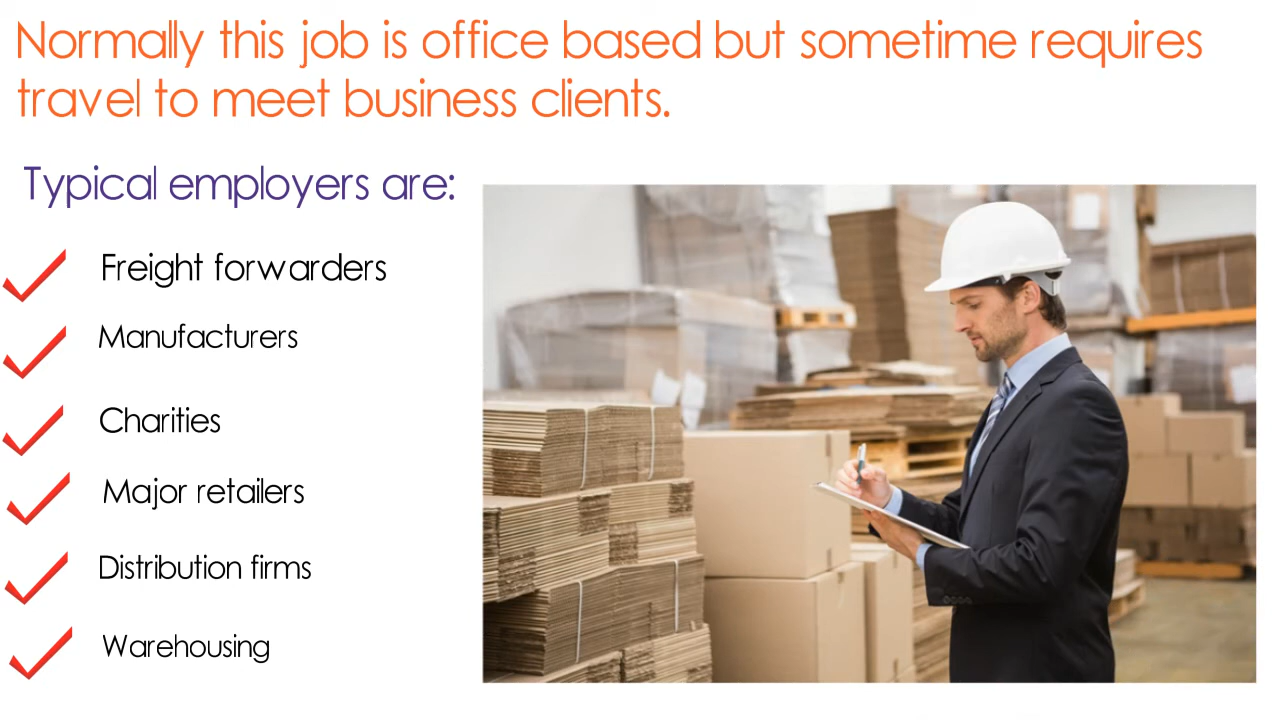 Normally this job is office based but sometime requires
travel to meet business clients.
Typical employers are:
Freight forwarders
Manufacturers
Charities
Major retailers
Distribution firms
Warehousing